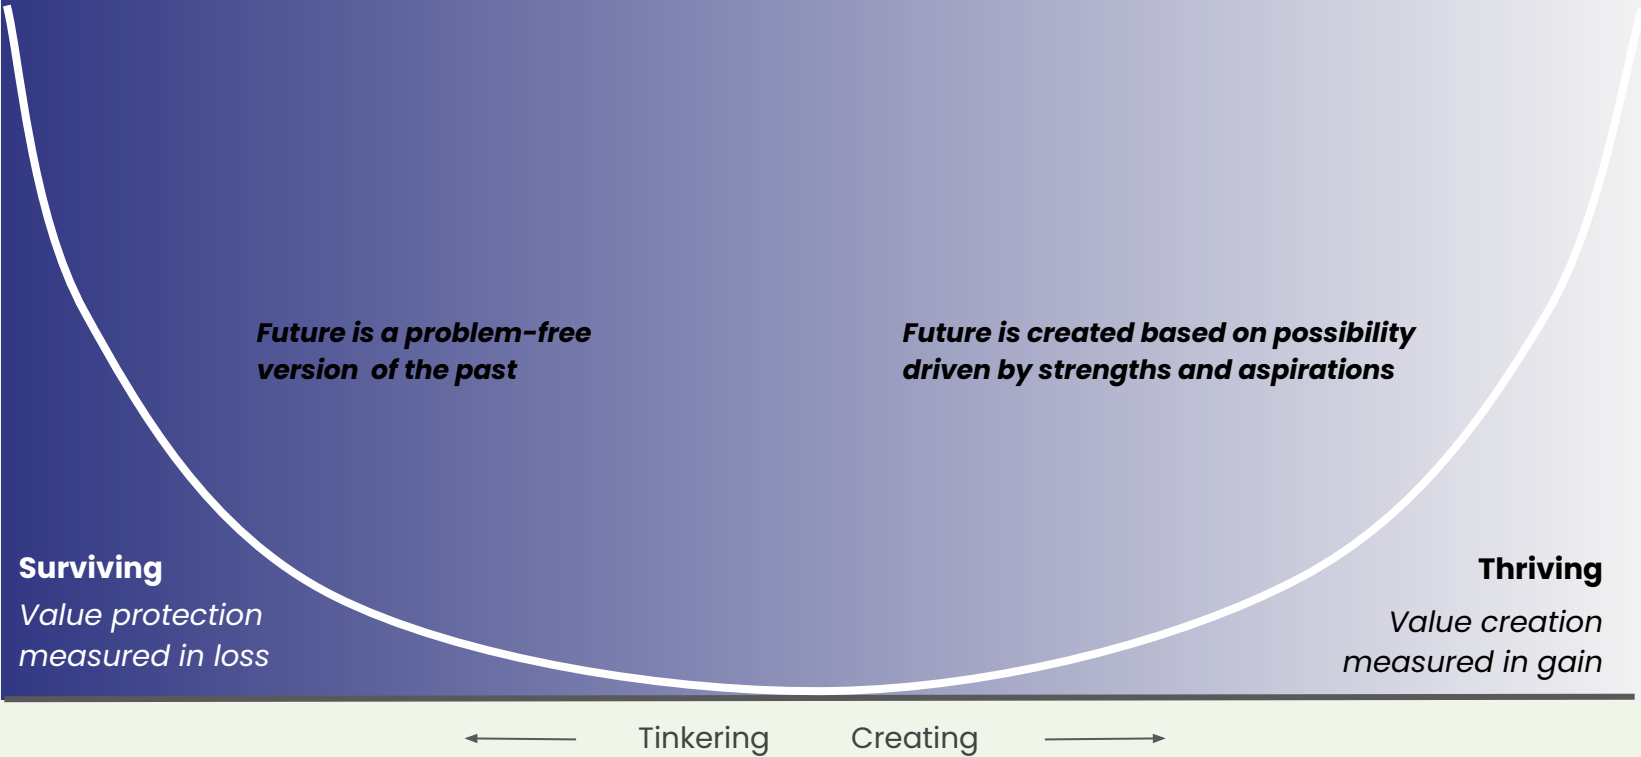 Future is a problem-free
version of the past
Future is created based on possibility
driven by strengths and aspirations
Surviving
Value protection
measured in loss
Thriving
Value creation
measured in gain
Tinkering
Creating